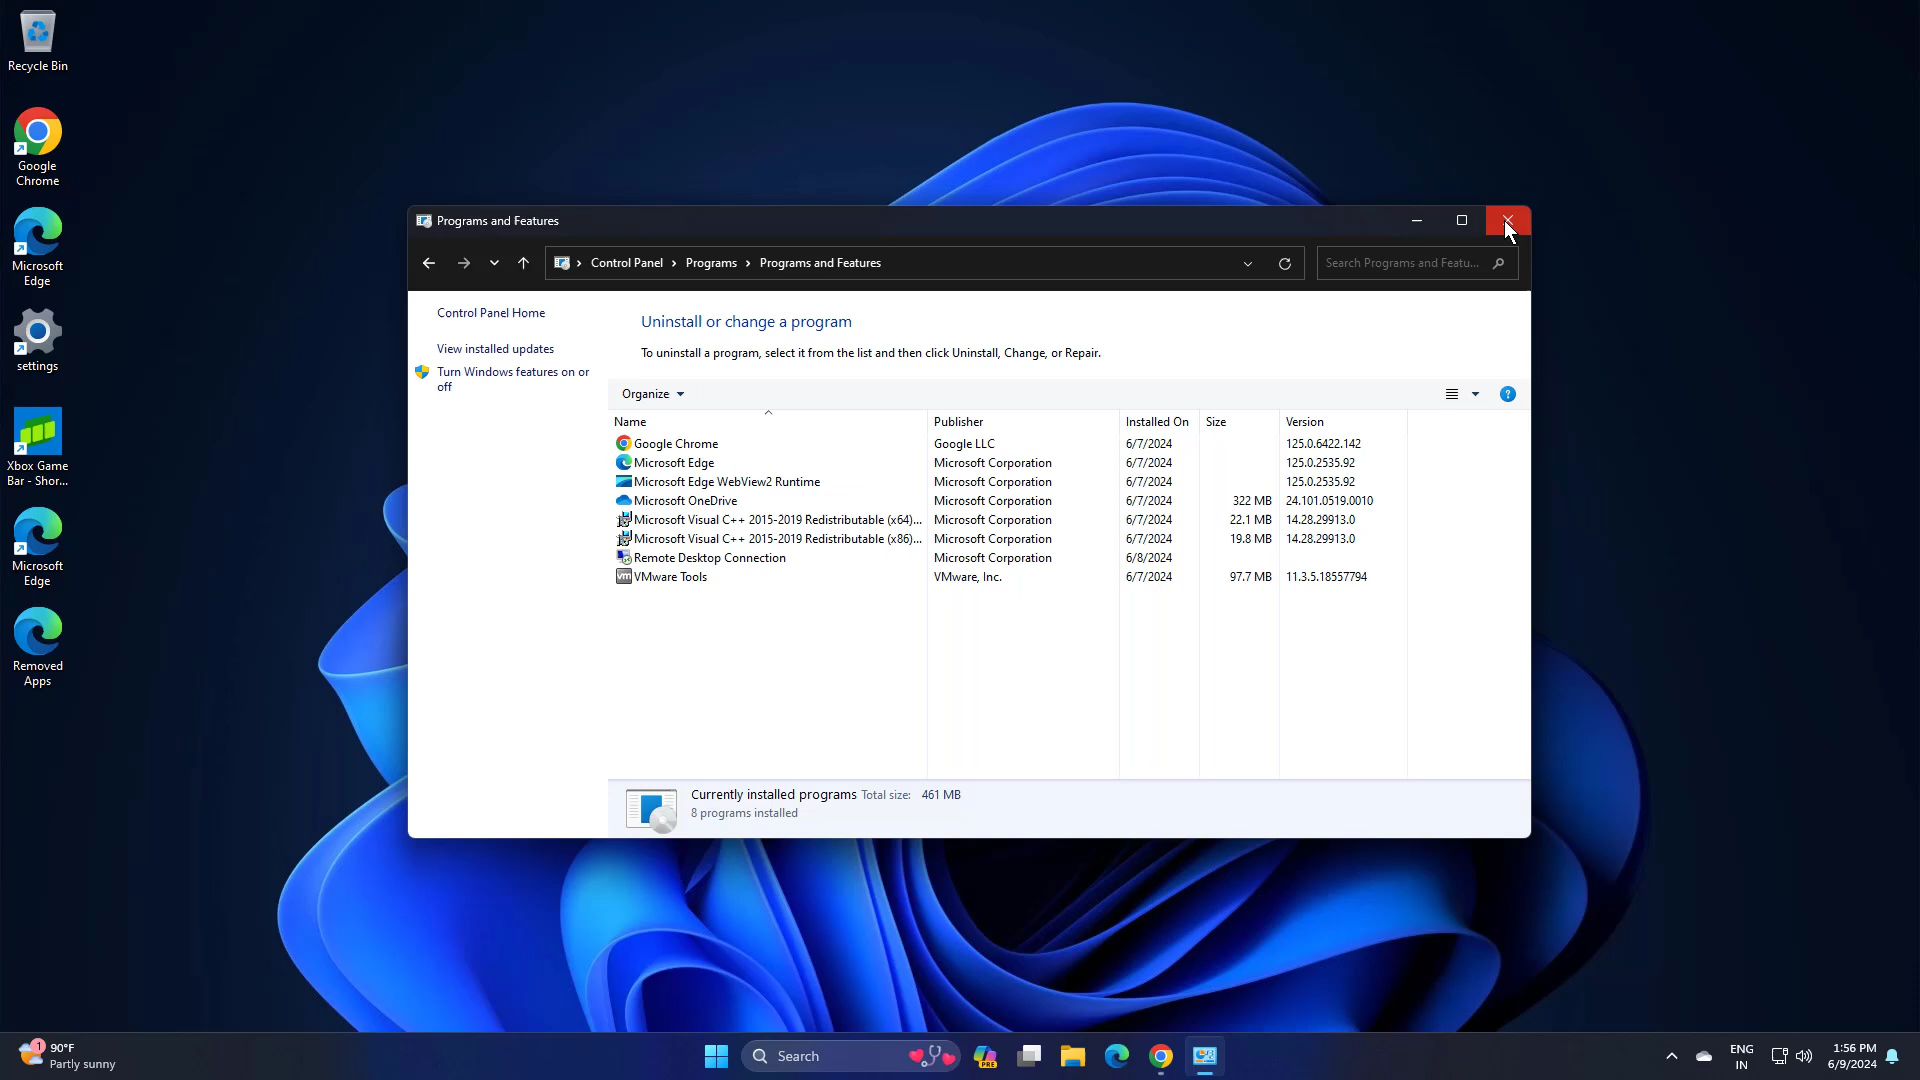 Recycle Bin
Google
Chrome
Microsoft
Edge
settings
Xbox Game
Bar - Shor...
Microsoft
Edge
Removed
Apps
Programs and Features
Control Panel > Programs > Programs and Features
Search Programs and Featu...
Control Panel Home
View installed updates
Turn Windows features on or
off
Uninstall or change a program
To uninstall a program, select it from the list and then click Uninstall, Change, or Repair.
Organize
Name Publisher Installed On Size Version
Google Chrome Google LLC 6/7/2024 125.0.6422.142
Microsoft Edge Microsoft Corporation 6/7/2024 125.0.2535.92
Microsoft Edge WebView2 Runtime Microsoft Corporation 6/7/2024 125.0.2535.92
Microsoft OneDrive Microsoft Corporation 6/7/2024 322 MB 24.101.0519.0010
Microsoft Visual C++ 2015-2019 Redistributable (x64)... Microsoft Corporation 6/7/2024 22.1 MB 14.28.29913.0
Microsoft Visual C++ 2015-2019 Redistributable (x86)... Microsoft Corporation 6/7/2024 19.8 MB 14.28.29913.0
Remote Desktop Connection Microsoft Corporation 6/8/2024
vm VMware Tools VMware, Inc. 6/7/2024 97.7 MB 11.3.5.18557794
Currently installed programs Total size: 461 MB
8 programs installed
1
90°F
Partly sunny
Search
PRE
ENG
IN
1:56 PM
6/9/2024